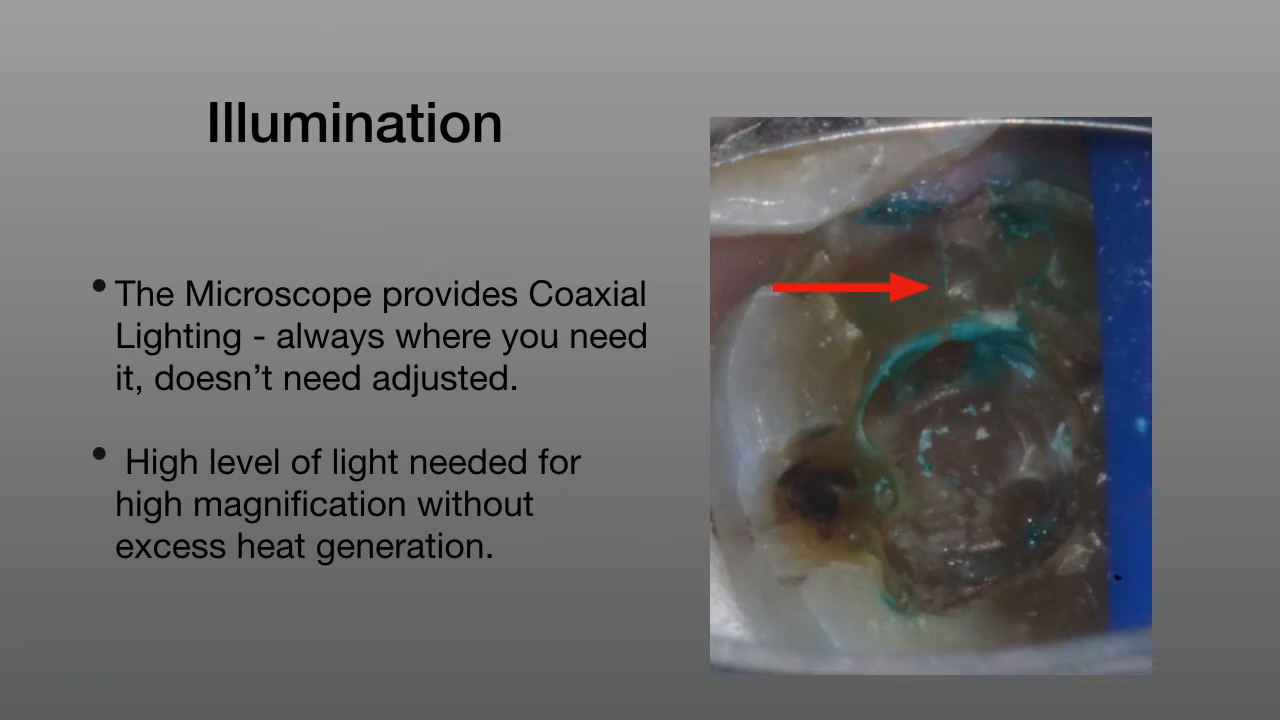 Illumination
• The Microscope provides Coaxial
Lighting - always where you need
it, doesn’t need adjusted.
• High level of light needed for
high magnification without
excess heat generation.